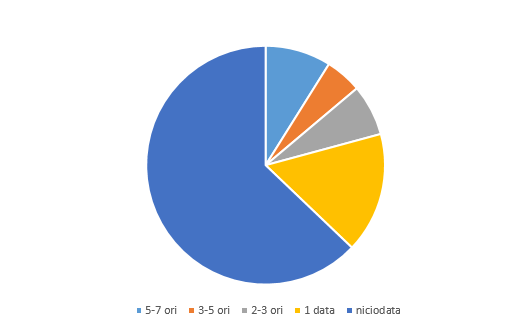 5-7 ori 3-5 ori 2-3 ori 1 data niciodata